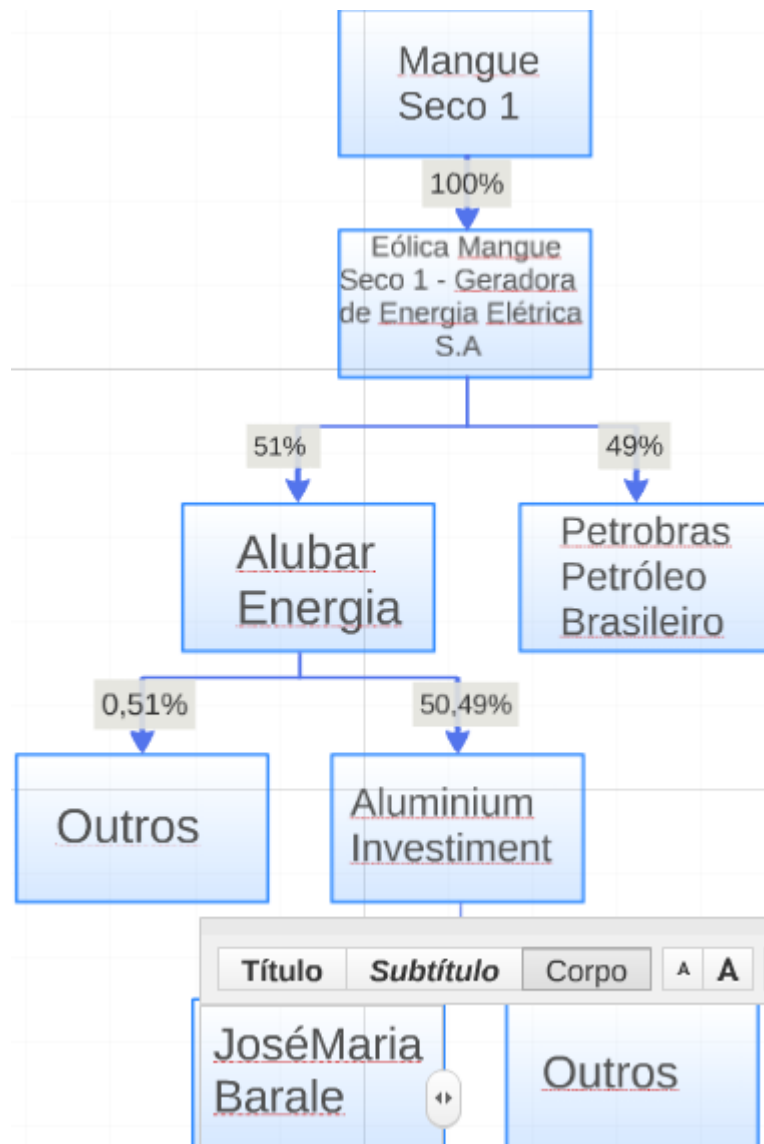 Mangue
Seco 1
100%
Eólica Mangue
Seco 1 - Geradora
de Energia Elétrica
S.A
51%
49%
Alubar
Energia
Petrobras
Petróleo
Brasileiro
0,51%
50,49%
Outros
Aluminium
Investiment
Título Subtítulo Corpo A A
JoséMaria
Barale
Outros